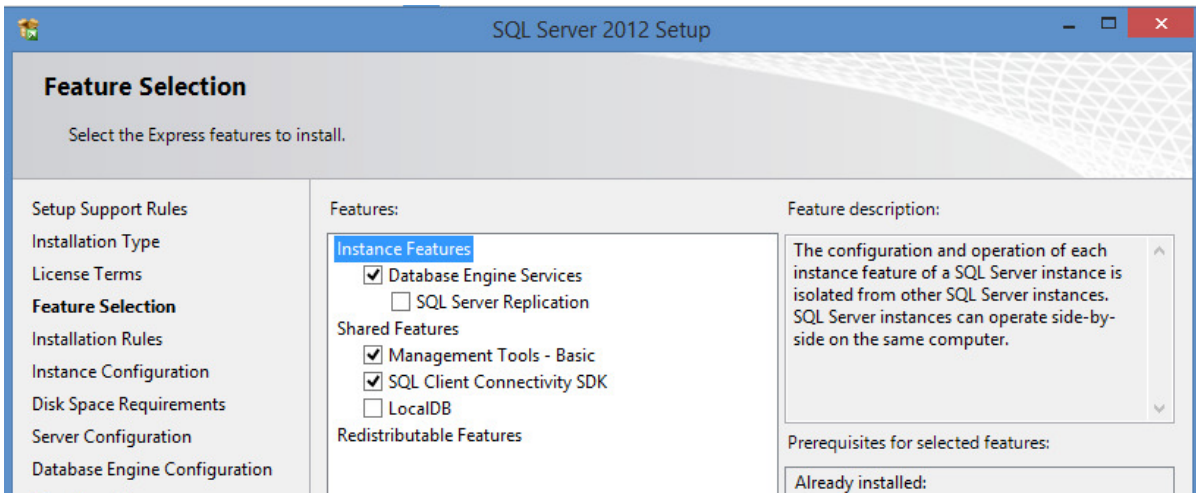 SQL Server 2012 Setup
Feature Selection
Select the Express features to install.
Setup Support Rules
Installation Type
License Terms
Feature Selection
Installation Rules
Instance Configuration
Disk Space Requirements
Server Configuration
Database Engine Configuration
Features:
Instance Features
Database Engine Services
SQL Server Replication
Shared Features
Management Tools - Basic
SQL Client Connectivity SDK
LocalDB
Redistributable Features
Feature description:
The configuration and operation of each
instance feature of a SQL Server instance is
isolated from other SQL Server instances.
SQL Server instances can operate side-by-
side on the same computer.
Prerequisites for selected features:
Already installed: